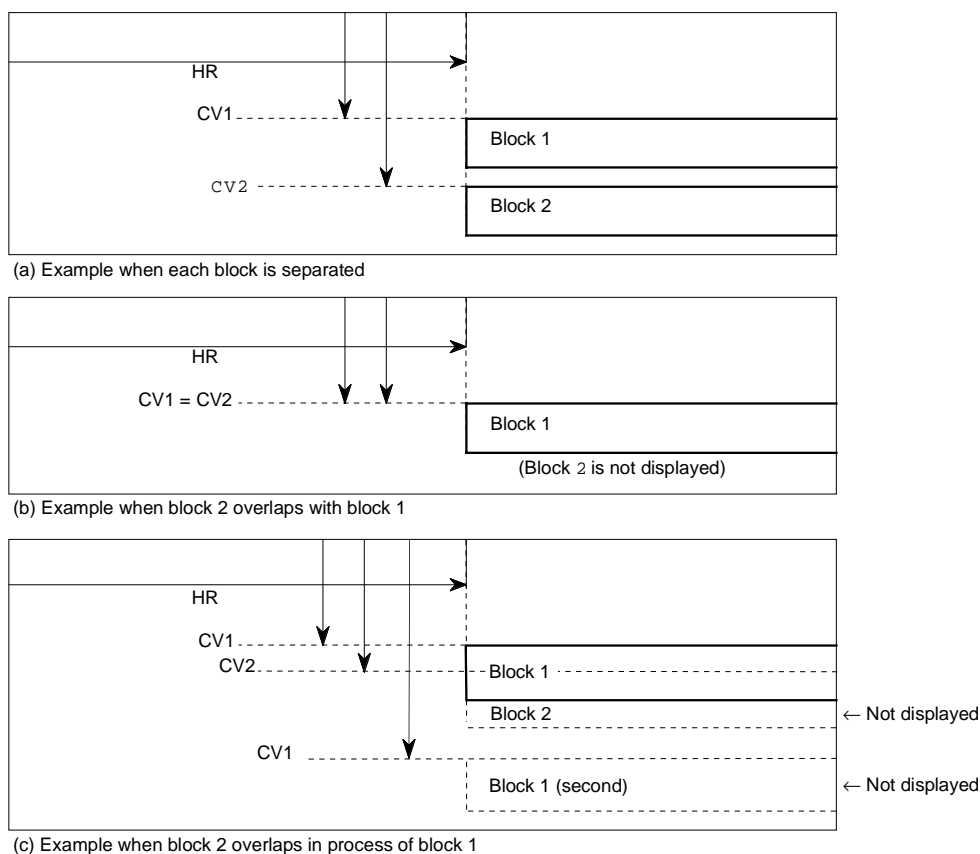 HR
CV1
Block 1
CV2
Block 2
(a) Example when each block is separated
HR
CV1 = CV2
Block 1
(Block 2 is not displayed)
(b) Example when block 2 overlaps with block 1
HR
CV1
CV2
Block 1
Block 2
← Not displayed
CV1
Block 1 (second)
← Not displayed
(c) Example when block 2 overlaps in process of block 1